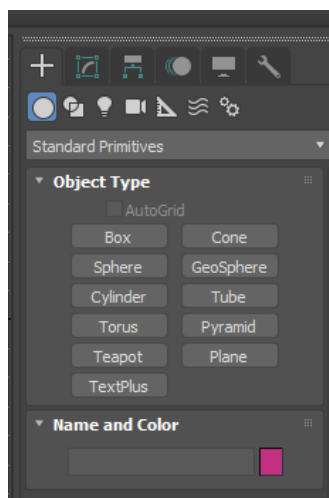 Standard Primitives
Object Type
AutoGrid
Box Cone
Sphere GeoSphere
Cylinder Tube
Torus Pyramid
Teapot Plane
TextPlus
Name and Color